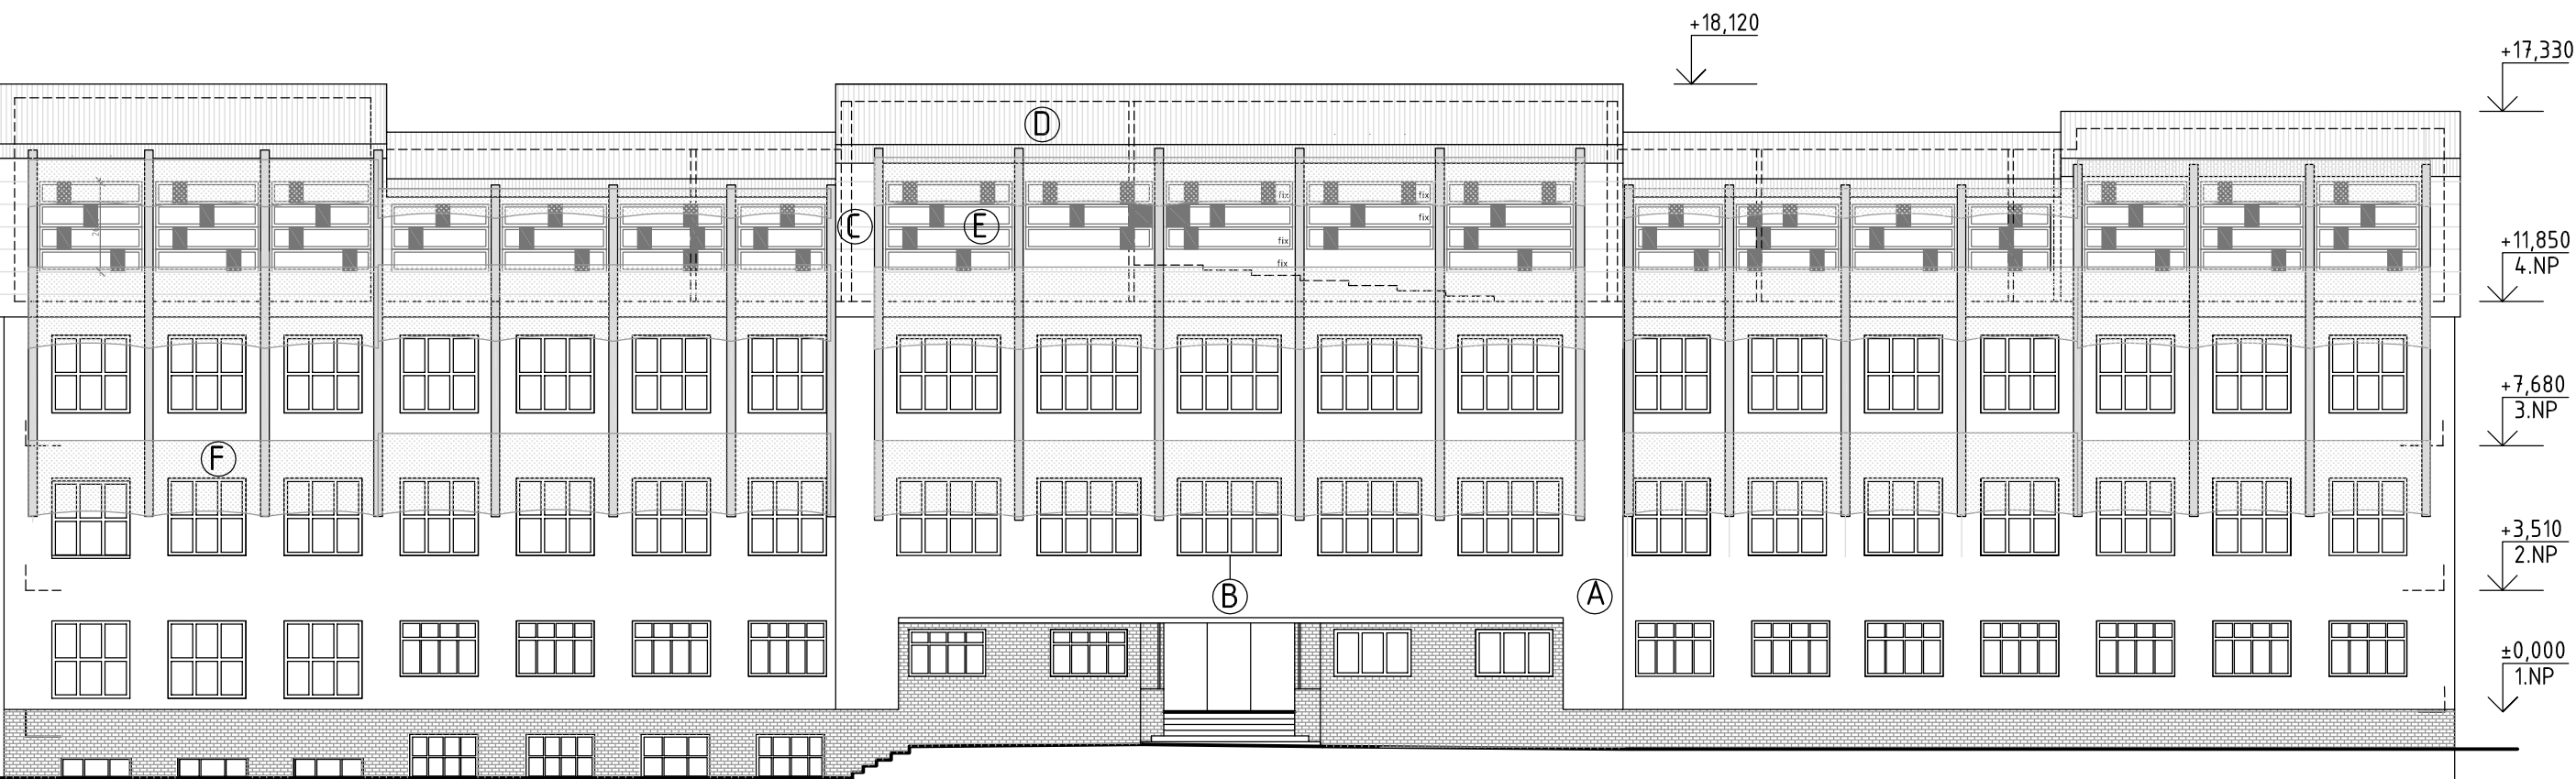 +18,120
+17,330
D
C
E
fix
fix
fix
fix
+11,850
4.NP
+7,680
3.NP
F
+3,510
2.NP
B
A
±0,000
1.NP